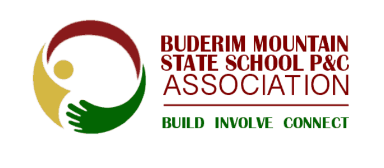 BUDERIM MOUNTAIN
STATE SCHOOL P&C
ASSOCIATION
BUILD INVOLVE CONNECT